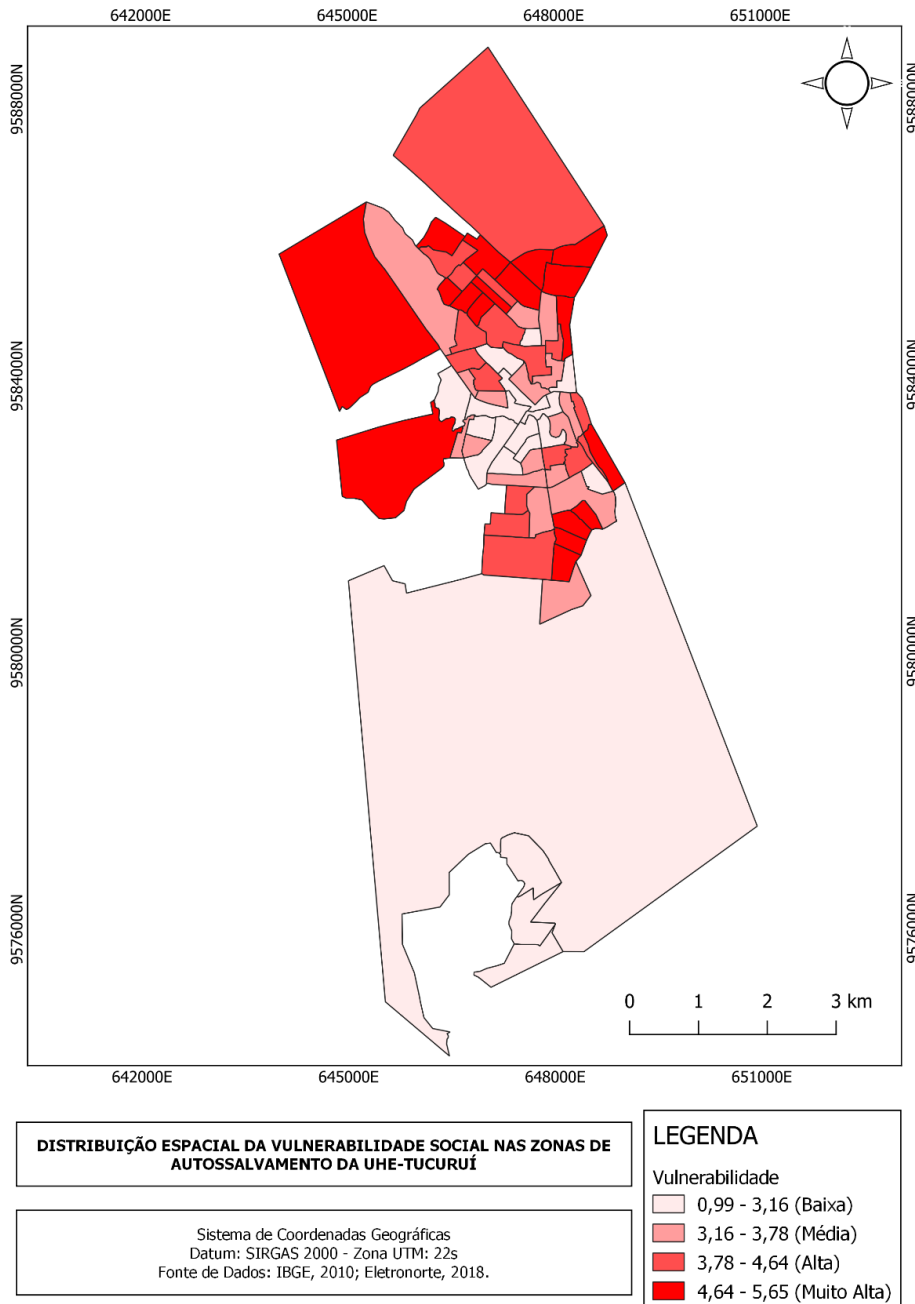 642000E 645000E 648000E 651000E
9588000N 9588000N
9584000N 9584000N
9580000N 9580000N
9576000N 9576000N
0 1 2 3 km
642000E 645000E 648000E 651000E
DISTRIBUIÇÃO ESPACIAL DA VULNERABILIDADE SOCIAL NAS ZONAS DE
AUTOSSALVAMENTO DA UHE-TUCURUÍ
Sistema de Coordenadas Geográficas
Datum: SIRGAS 2000 - Zona UTM: 22s
Fonte de Dados: IBGE, 2010; Eletronorte, 2018.
LEGENDA
Vulnerabilidade
0,99 - 3,16 (Baixa)
3,16 - 3,78 (Média)
3,78 - 4,64 (Alta)
4,64 - 5,65 (Muito Alta)